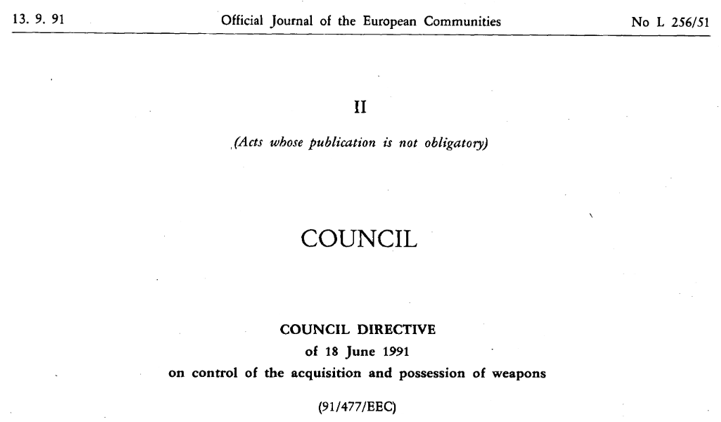 13. 9. 91 Official Journal of the European Communities No L 256/51
II
(Acts whose publication is not obligatory)
COUNCIL
COUNCIL DIRECTIVE
of 18 June 1991
on control of the acquisition and possession of weapons
(91/477/EEC)